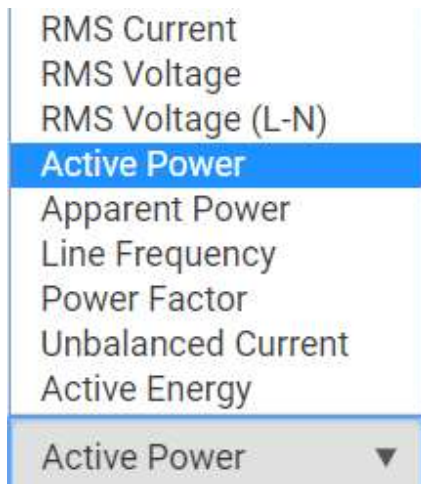 RMS Current
RMS Voltage
RMS Voltage (L-N)
Active Power
Apparent Power
Line Frequency
Power Factor
Unbalanced Current
Active Energy
Active Power